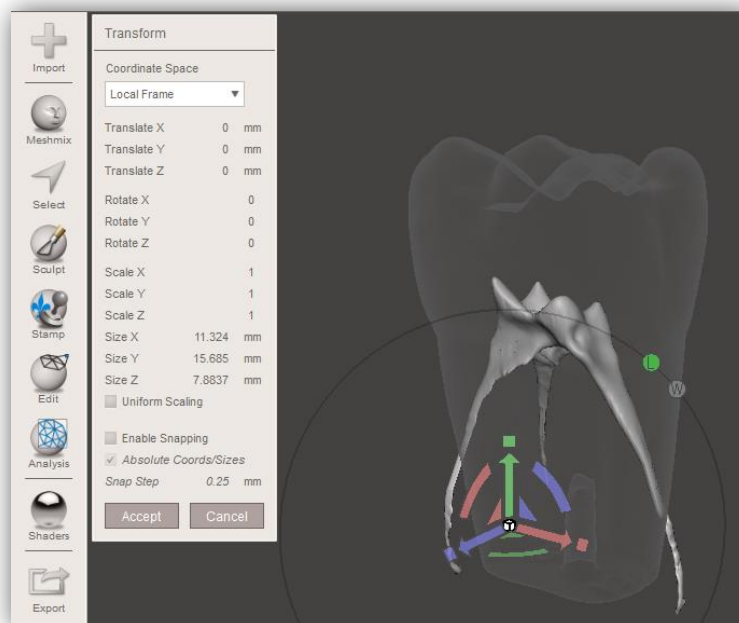 Import
Meshmix
Select
Sculpt
Stamp
Edit
Analysis
Shaders
Export
Transform
Coordinate Space
Local Frame
Translate X 0 mm
Translate Y 0 mm
Translate Z 0 mm
Rotate X 0
Rotate Y 0
Rotate Z 0
Scale X 1
Scale Y 1
Scale Z 1
Size X 11.324 mm
Size Y 15.685 mm
Size Z 7.8837 mm
Uniform Scaling
Enable Snapping
Absolute Coords/Sizes
Snap Step 0.25 mm
Accept Cancel
L
W